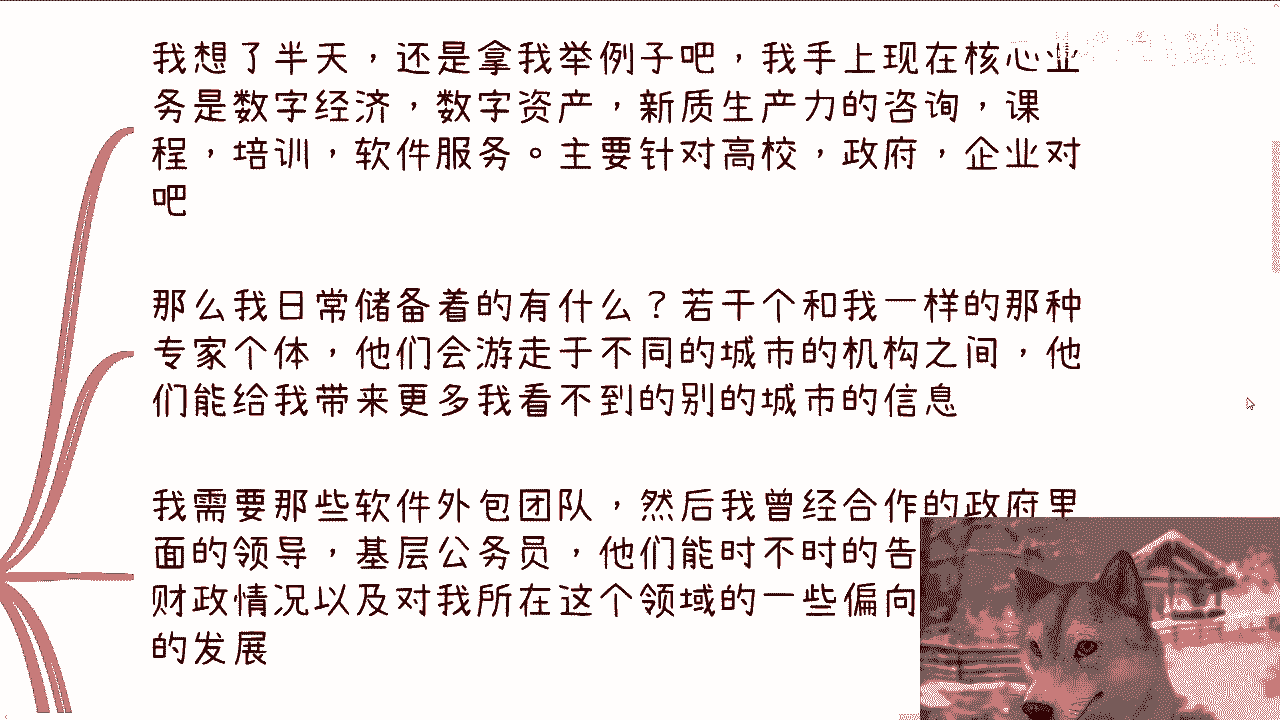 我想了半天，还是拿我举例子吧，我手上现在核心业
务是数字经济，数字资产，新质生产力的咨询，课
程，培训，软件服务。主要针对高校，政府，企业对
吧
那么我日常储备着的有什么？若干个和我一样的那种
专家个体，他们会游走于不同的城市的机构之间，他
们能给我带来更多我看不到的别的城市的信息
我需要那些软件外包团队，然后我曾经合作的政府里
面的领导，基层公务员，他们能时不时的告
财政情况以及对我所在这个领域的一些偏向
的发展